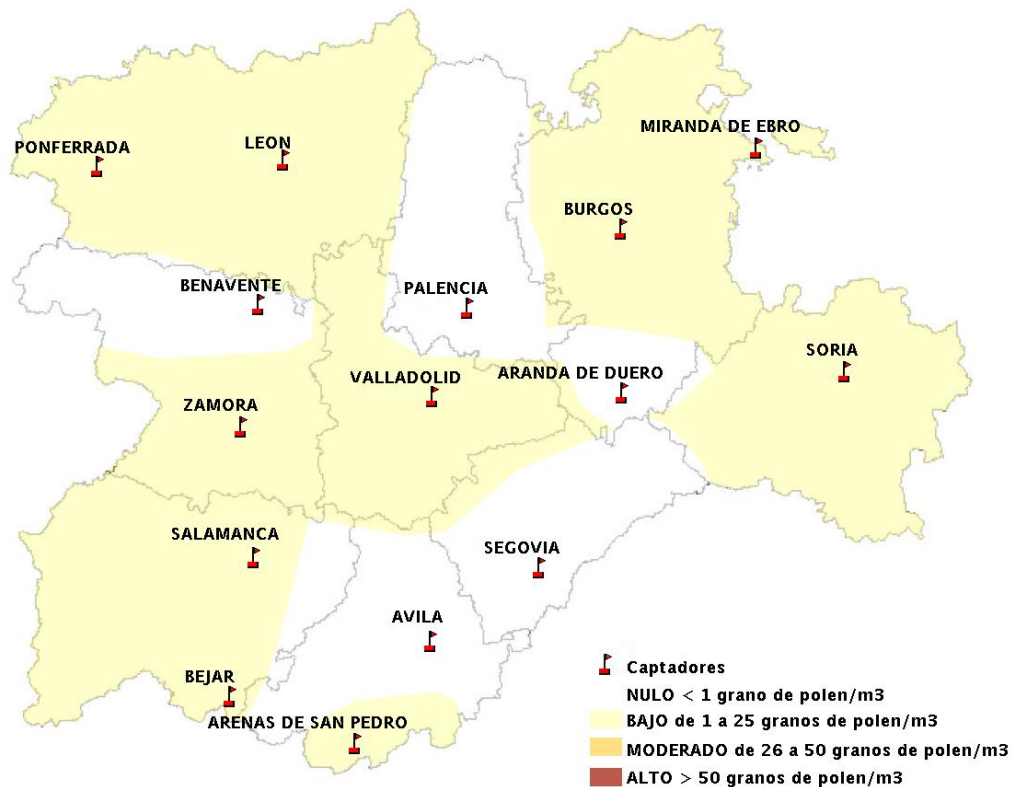 MIRANDA DE EBRO
PONFERRADA
LEON
BURGOS
BENAVENTE
PALENCIA
SORIA
VALLADOLID
ARANDA DE DUERO
ZAMORA
SALAMANCA
SEGOVIA
AVILA
BEJAR
ARENAS DE SAN PEDRO
Captadores
NULO < 1 grano de polen/m3
BAJO de 1 a 25 granos de polen/m3
MODERADO de 26 a 50 granos de polen/m3
ALTO > 50 granos de polen/m3